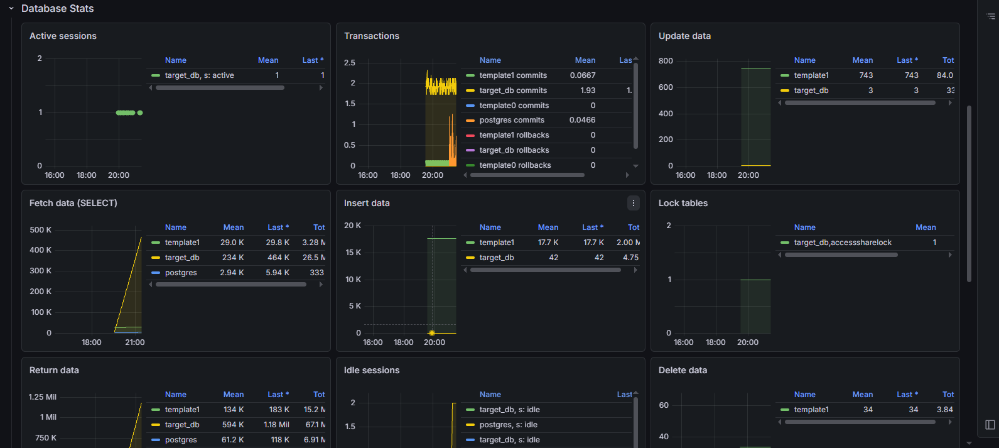 Database Stats
Active sessions
2
1
0
16:00 18:00 20:00
Name Mean Last *
target_db, s: active 1 1
Transactions
2.5
2
1.5
1
0.5
0
16:00 18:00 20:00
Name Mean Las
template1 commits 0.0667
target_db commits 1.93 1.
template0 commits 0
postgres commits 0.0466
template1 rollbacks 0
target_db rollbacks 0
template0 rollbacks 0
Update data
800
600
400
200
0
16:00 18:00 20:00
Name Mean Last * Tot
template1 743 743 84.0
target_db 3 3 33
Fetch data (SELECT)
500 K
400 K
300 K
200 K
100 K
0
18:00 21:00
Name Mean Last * Tot
template1 29.0 K 29.8 K 3.28 M
target_db 234 K 464 K 26.5 M
postgres 2.94 K 5.94 K 333
Insert data
20 K
15 K
10 K
5 K
0
16:00 18:00 20:00
Name Mean Last * Tot
template1 17.7 K 17.7 K 2.00 M
target_db 42 42 4.75
Lock tables
2
1
0
16:00 18:00 20:00
Name Mean
target_db,accesssharelock 1
Return data
1.25 Mil
1 Mil
750 K
Name Mean Last * Tot
template1 134 K 183 K 15.2 M
target_db 594 K 1.18 Mil 67.1 M
postgres 61.2 K 118 K 6.91 M
Idle sessions
2
1.5
Name Last
target_db, s: idle
postgres, s: idle
target_db, s: idle
Delete data
60
40
Name Mean Last * Tot
template1 34 34 3.84